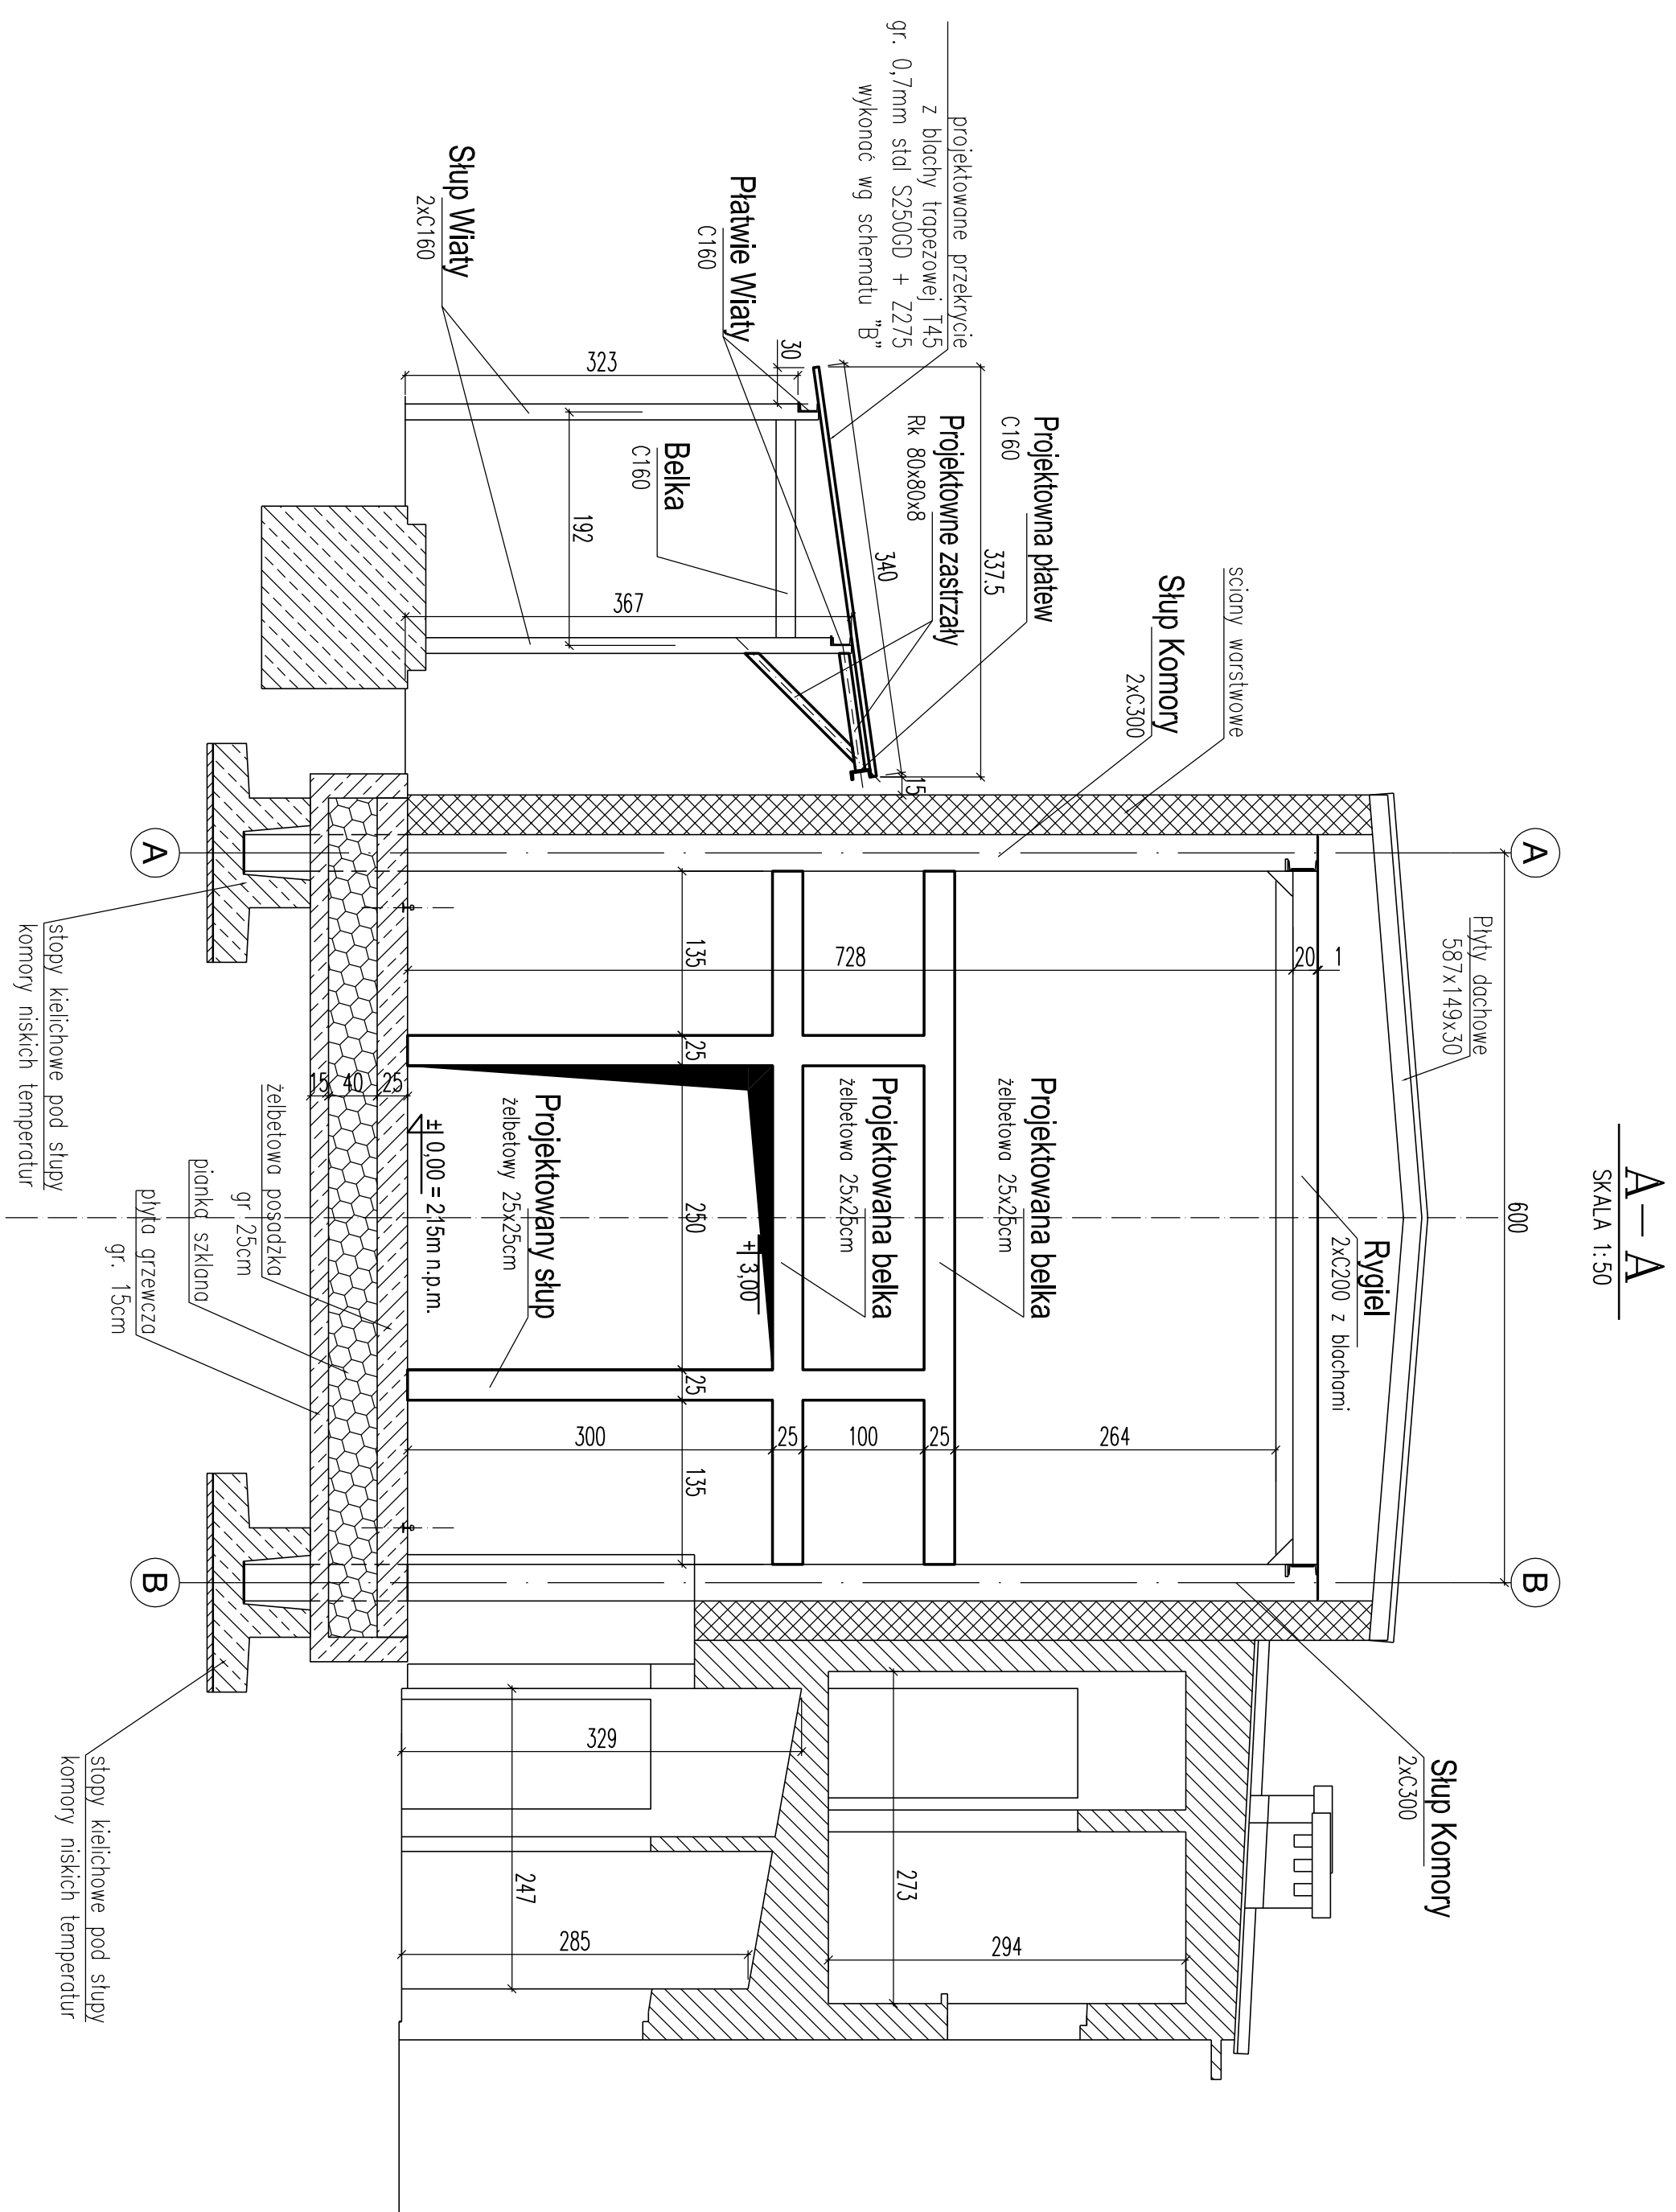 A — A
SKALA 1:50
600
A
B
Płyty dachowe
587x149x30
Rygiel
2xC200 z blachami
Słup Komory
2xC300
sciany warstwowe
Słup Komory
2xC300
1
20
728
264
25
100
25
300
Projektowna płatew
C160
Projektowne zastrzały
Rk 80x80x8
337.5
340
15
projektowane przekrycie
z blachy trapezowej T45
gr. 0,7mm stal S250GD + Z275
wykonać wg schematu "B"
30
Płatwie Wiaty
C160
Belka
C160
Słup Wiaty
2xC160
323
192
367
Projektowana belka
żelbetowa 25x25cm
Projektowana belka
żelbetowa 25x25cm
+ 3,00
135
25
250
25
135
Projektowany słup
żelbetowy 25x25cm
± 0,00 = 215m n.p.m.
25
40
15
294
273
329
247
285
żelbetowa posadzka
gr 25cm
pianka szklana
płyta grzewcza
gr. 15cm
A
B
stopy kielichowe pod słupy
komory niskich temperatur
stopy kielichowe pod słupy
komory niskich temperatur